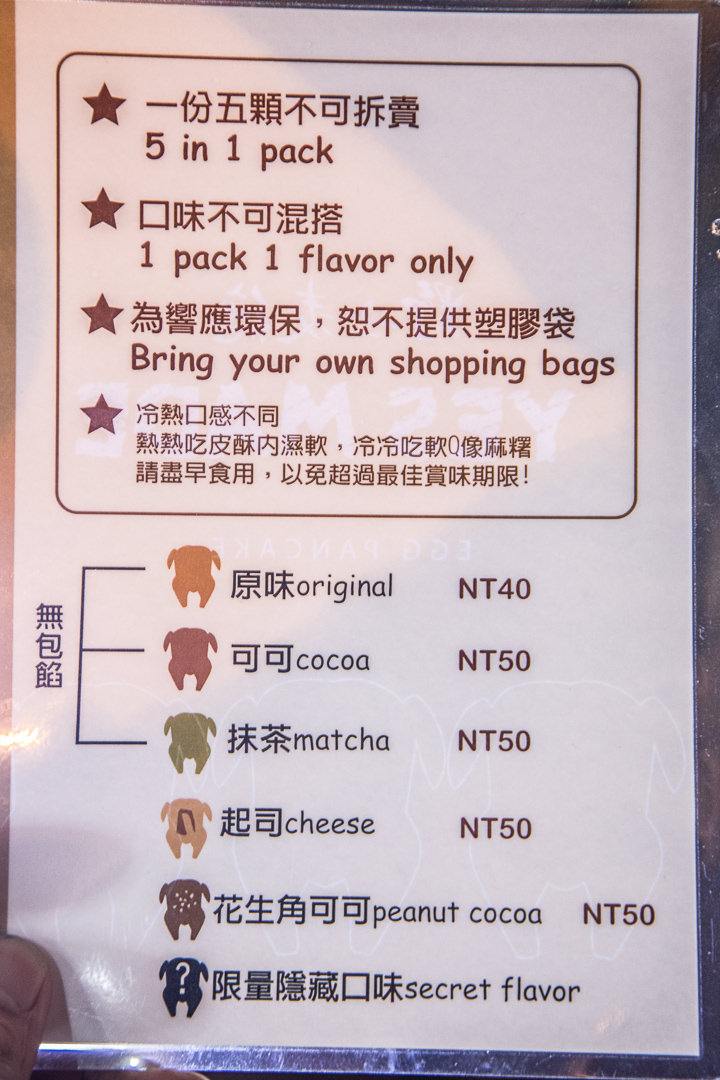 一份五顆不可拆賣
5 in 1 pack
口味不可混搭
1 pack 1 flavor only
為響應環保，恕不提供塑膠袋
Bring your own shopping bags
冷熱口感不同
熱熱吃皮酥內濕軟，冷冷吃軟Q像麻糬
請盡早食用，以免超過最佳賞味期限!
無包餡
原味original NT40
可可cocoa NT50
抹茶matcha NT50
起司cheese NT50
花生角可可peanut cocoa NT50
?
限量隱藏口味secret flavor
EGG PANCAKE